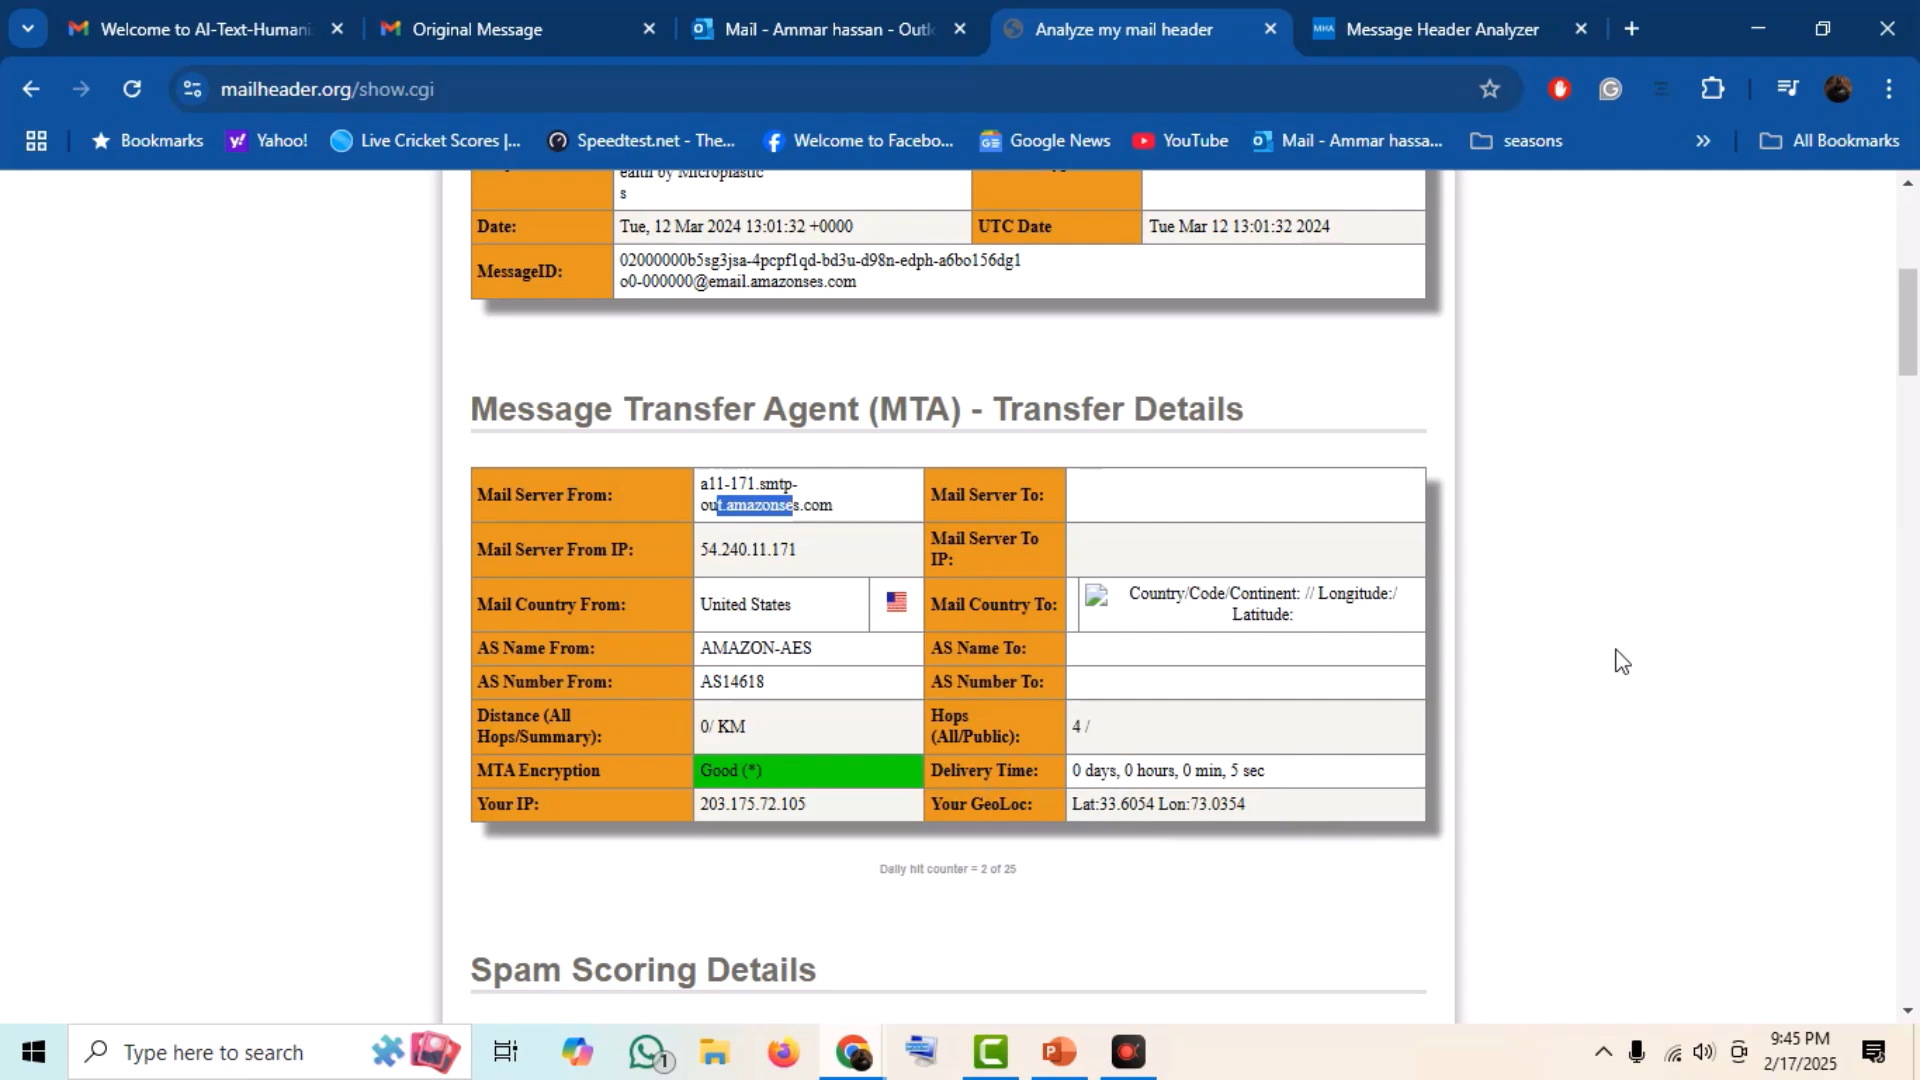 Welcome to AI-Text-Humani
Original Message
Mail - Ammar hassan - Outl
Analyze my mail header
MHA
Message Header Analyzer
mailheader.org/show.cgi
Bookmarks
Yahoo!
Live Cricket Scores |...
Speedtest.net - The...
Welcome to Facebo...
Google News
YouTube
Mail - Ammar hassa...
seasons
All Bookmarks
ealth by Microplastic
s
Date:
Tue, 12 Mar 2024 13:01:32 +0000
UTC Date
Tue Mar 12 13:01:32 2024
MessageID:
02000000b5sg3jsa-4pcpf1qd-bd3u-d98n-edph-a6bo156dg1
o0-000000@email.amazonses.com
Message Transfer Agent (MTA) - Transfer Details
Mail Server From:
a11-171.smtp-
out.amazonses.com
Mail Server To:
Mail Server From IP:
54.240.11.171
Mail Server To
IP:
Mail Country From:
United States
Mail Country To:
Country/Code/Continent: // Longitude:/
Latitude:
AS Name From:
AMAZON-AES
AS Name To:
AS Number From:
AS14618
AS Number To:
Distance (All
Hops/Summary):
0/ KM
Hops
(All/Public):
4 /
MTA Encryption
Good (*)
Delivery Time:
0 days, 0 hours, 0 min, 5 sec
Your IP:
203.175.72.105
Your GeoLoc:
Lat:33.6054 Lon:73.0354
Daily hit counter = 2 of 25
Spam Scoring Details
Type here to search
1
9:45 PM
2/17/2025